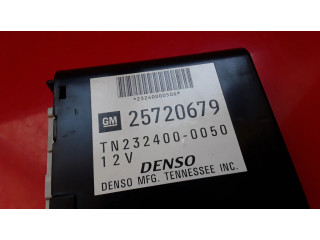 GM 25720679
TN232400-0050
12V
DENSO
DENSO MFG. TENNESSEE INC.